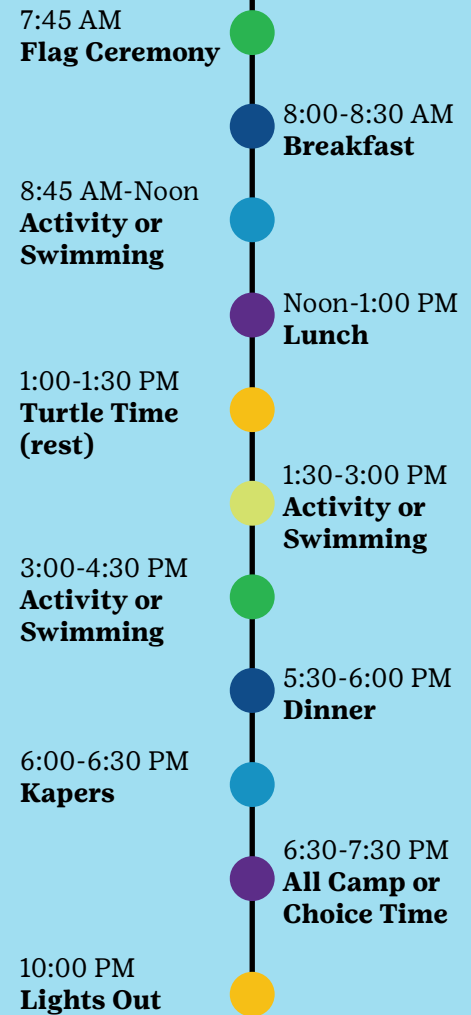 7:45 AM
Flag Ceremony
8:00-8:30 AM
Breakfast
8:45 AM-Noon
Activity or
Swimming
Noon-1:00 PM
Lunch
1:00-1:30 PM
Turtle Time
(rest)
1:30-3:00 PM
Activity or
Swimming
3:00-4:30 PM
Activity or
Swimming
5:30-6:00 PM
Dinner
6:00-6:30 PM
Kapers
6:30-7:30 PM
All Camp or
Choice Time
10:00 PM
Lights Out